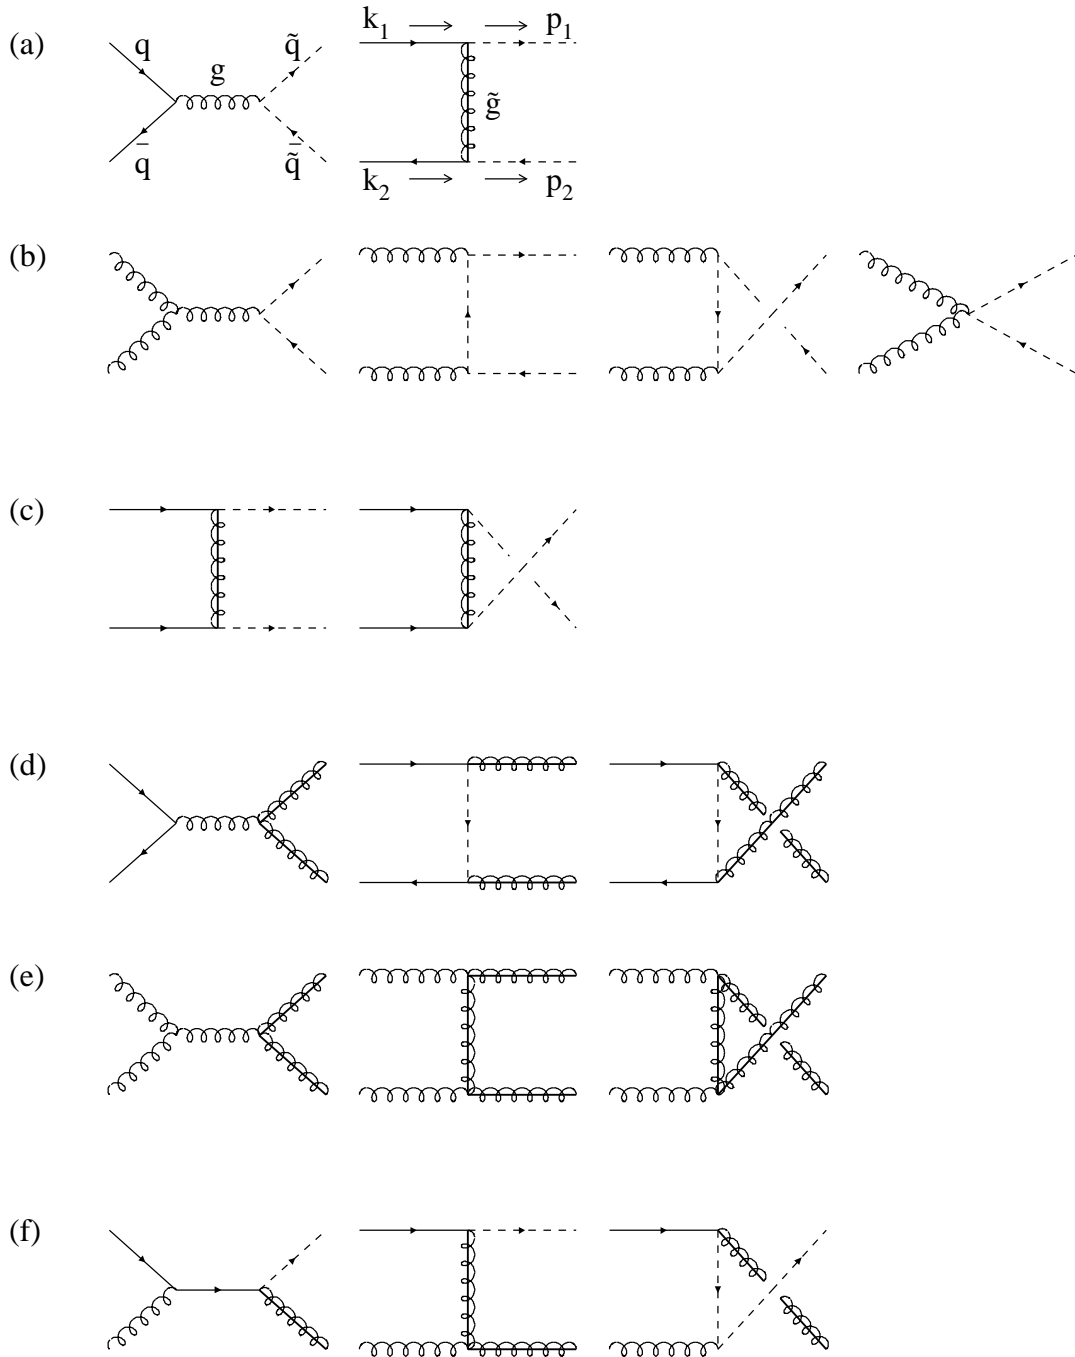 (a) q g q̃ k₁ p₁
q̄ q̃̄ g̃ k₂ p₂
(b)
(c)
(d)
(e)
(f)